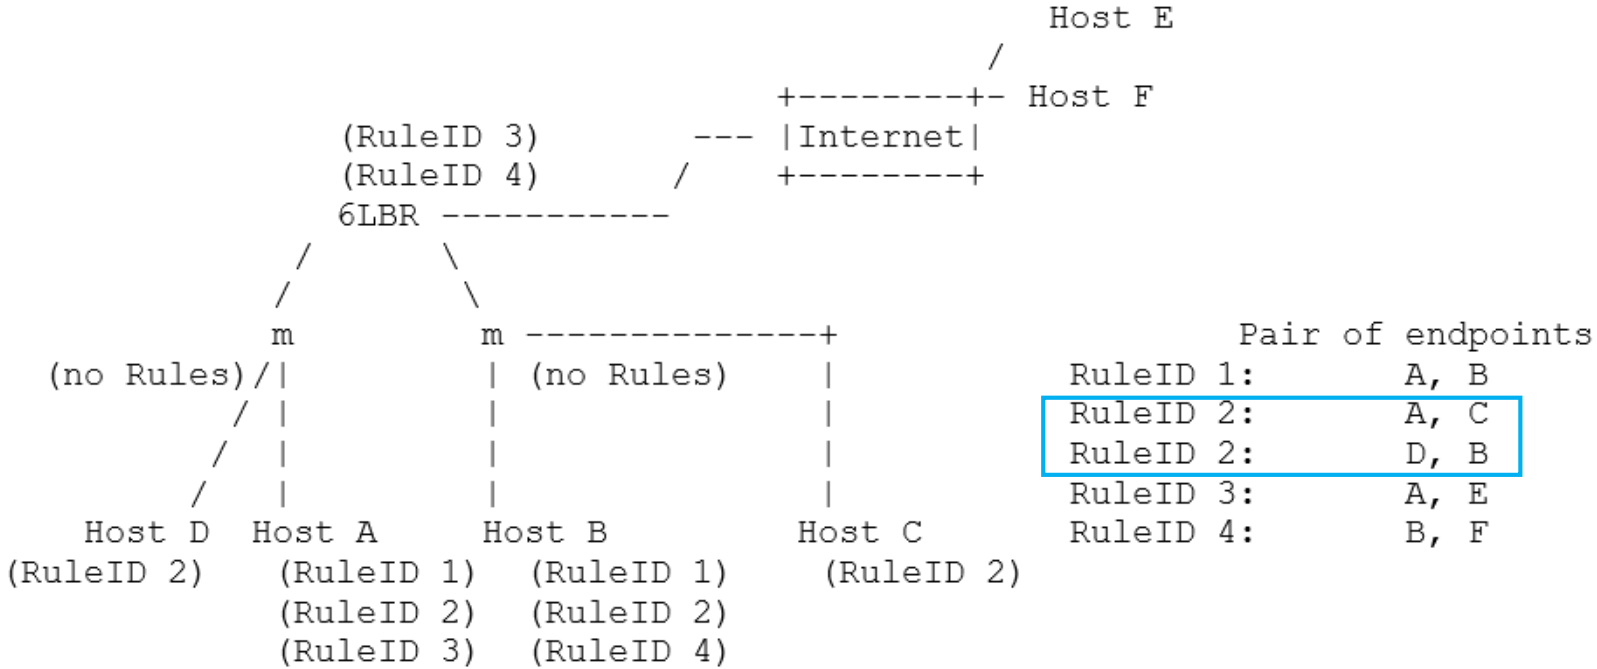 Host E
/
+--------+- Host F
(RuleID 3) --- |Internet|
(RuleID 4) / +--------+
6LBR -----------
/ \
/ \
m m --------------+ Pair of endpoints
(no Rules)/| | (no Rules) | RuleID 1: A, B
/ | | | RuleID 2: A, C
/ | | | RuleID 2: D, B
/ | | | RuleID 3: A, E
Host D Host A Host B Host C RuleID 4: B, F
(RuleID 2) (RuleID 1) (RuleID 1) (RuleID 2)
(RuleID 2) (RuleID 2)
(RuleID 3) (RuleID 4)